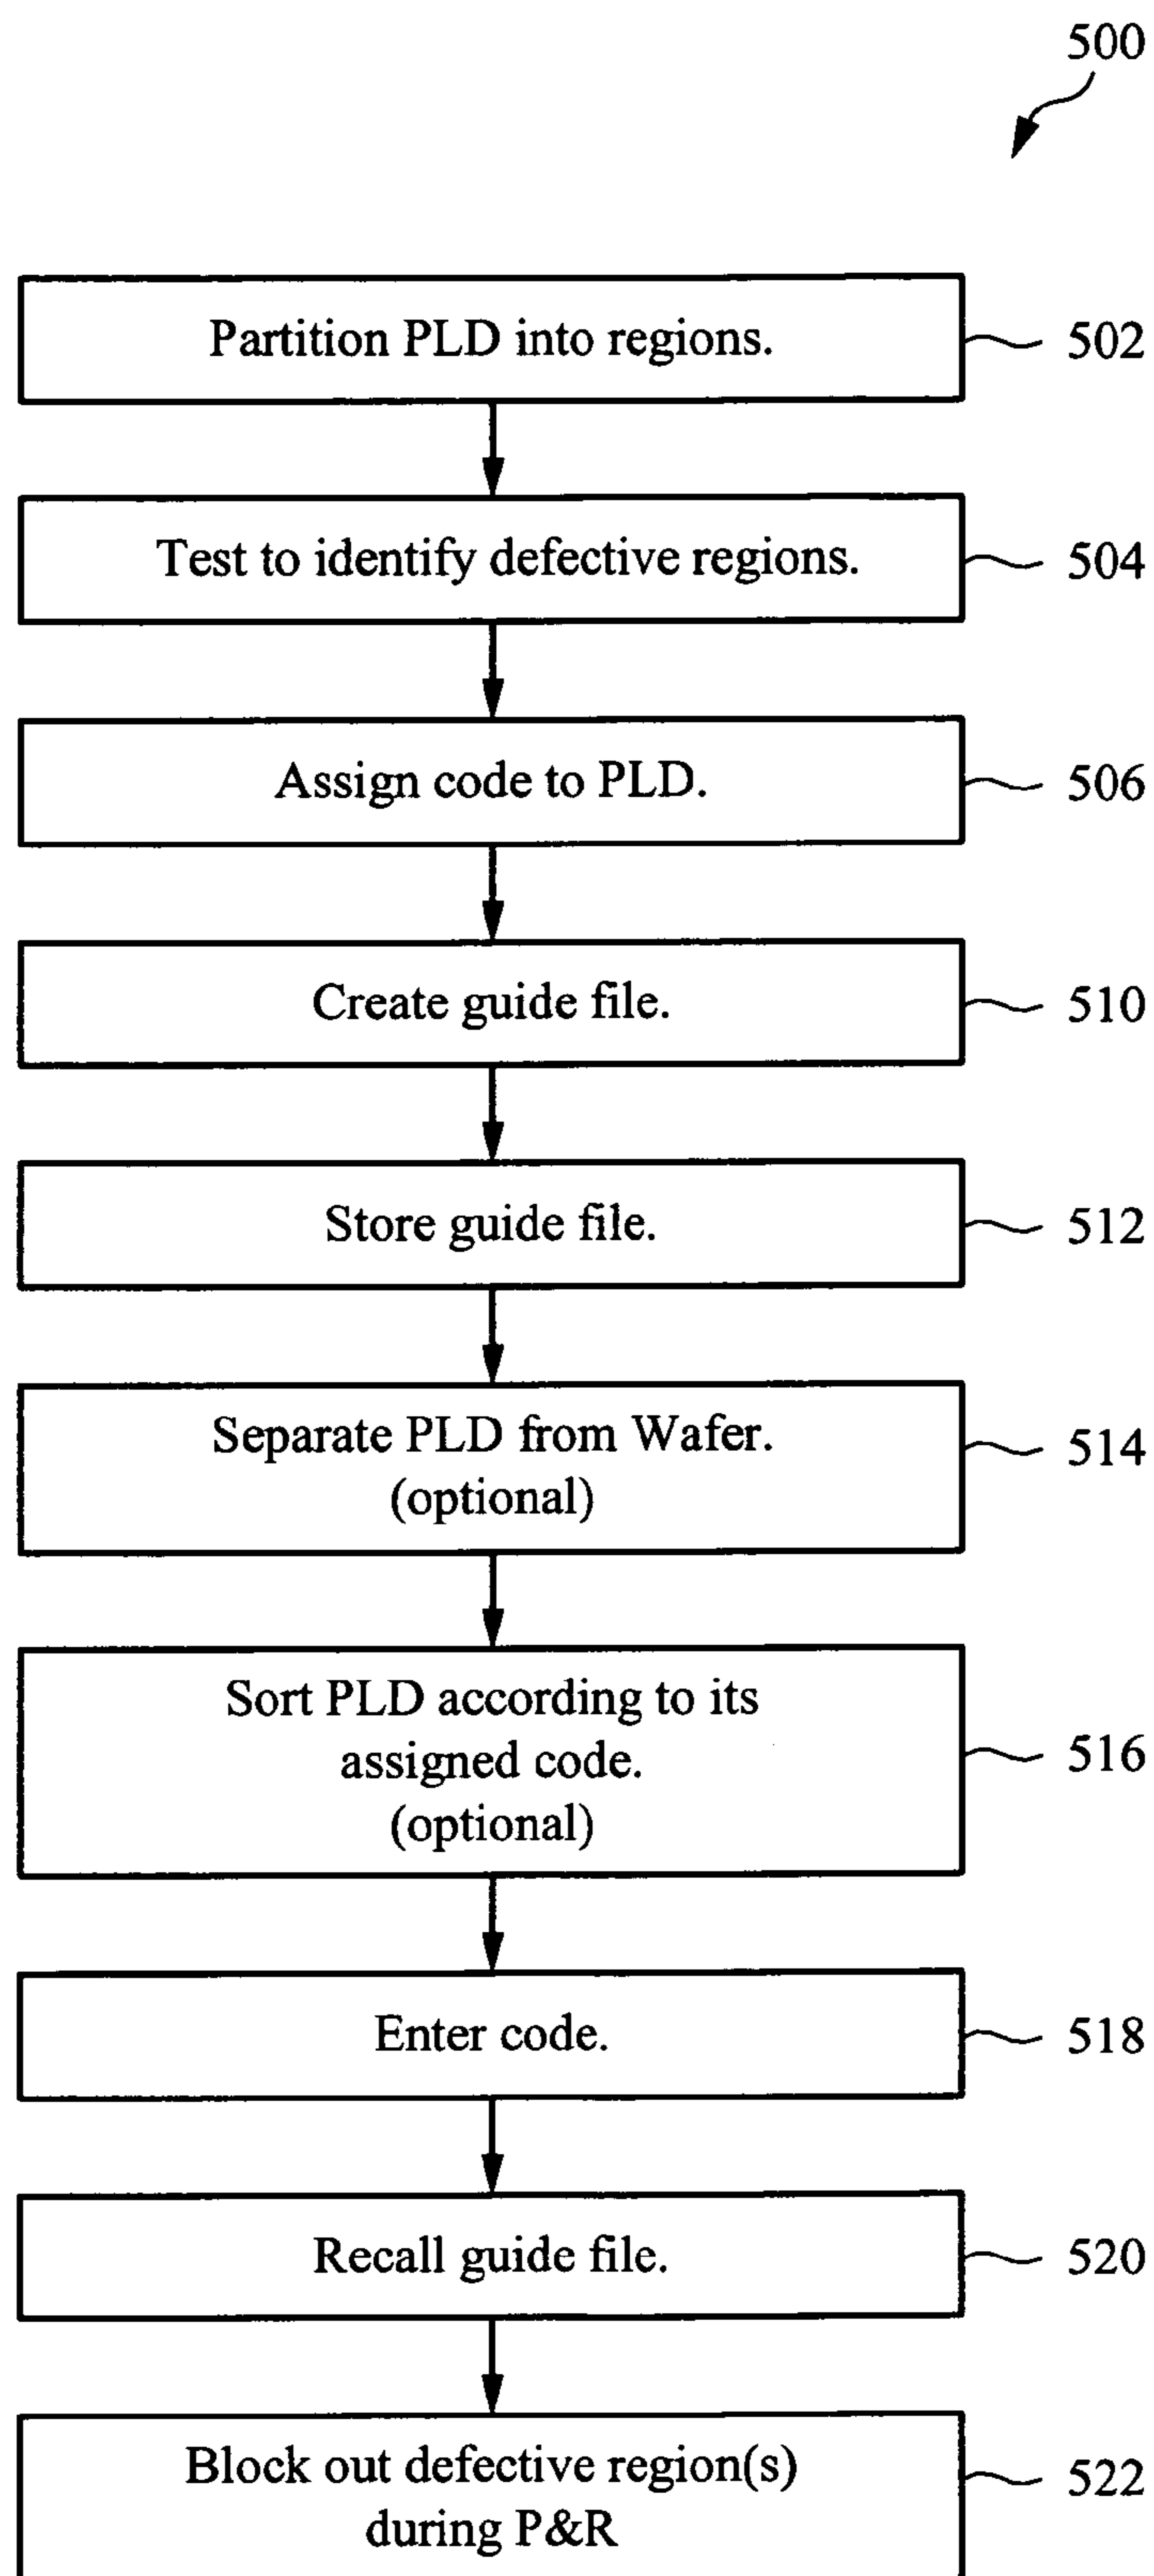 500
Partition PLD into regions.
502
Test to identify defective regions.
504
Assign code to PLD.
506
Create guide file.
510
Store guide file.
512
Separate PLD from Wafer.
(optional)
514
Sort PLD according to its
assigned code.
(optional)
516
Enter code.
518
Recall guide file.
520
Block out defective region(s)
during P&R
522